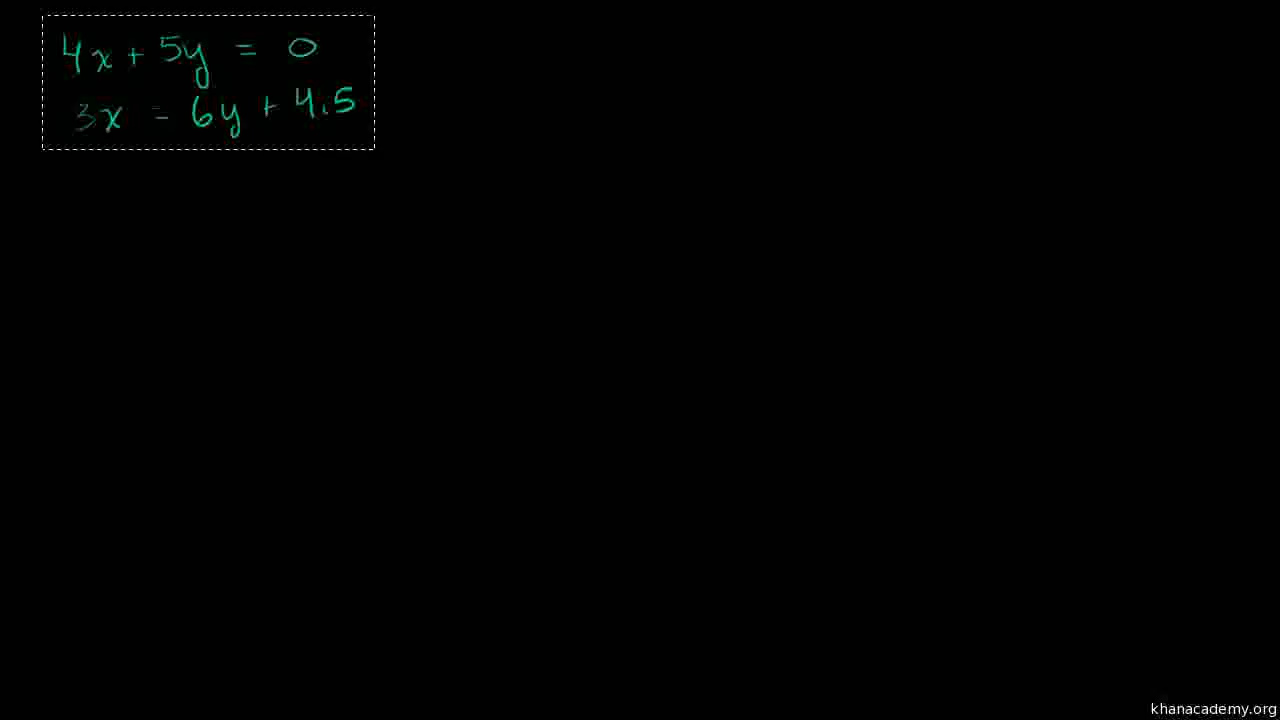 4x + 5y = 0
3x = 6y + 4.5
khanacademy.org